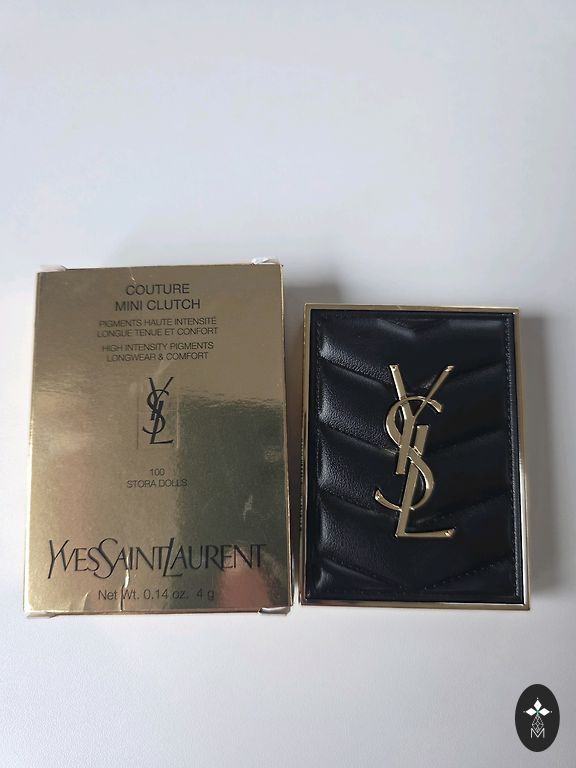 COUTURE
MINI CLUTCH
PIGMENTS HAUTE INTENSITÉ
LONGUE TENUE ET CONFORT
HIGH INTENSITY PIGMENTS
LONGWEAR & COMFORT
YSL
100
STORA DOLLS
YVESSAINTLAURENT
Net Wt. 0.14 oz. 4 g
YSL
M